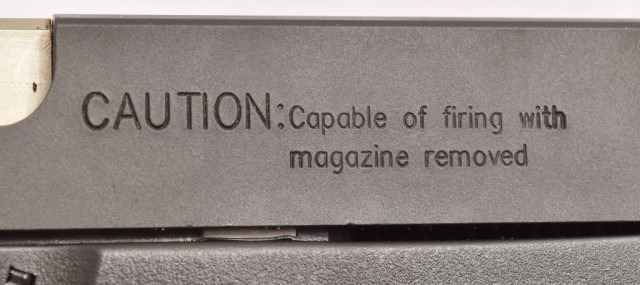 CAUTION: Capable of firing with
magazine removed